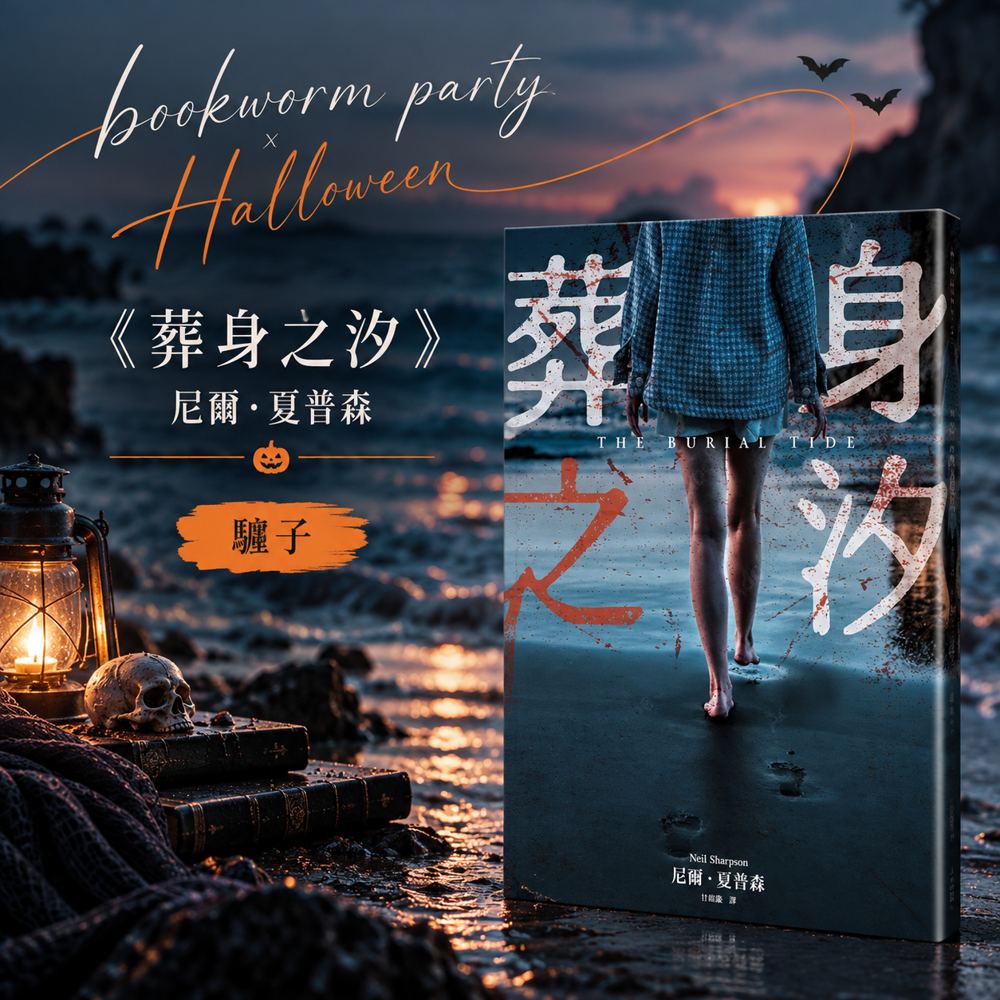 bookworm party
×
Halloween
《葬身之汐》
尼爾·夏普森
子
葬身
THE BURIAL TIDE
之汐
Neil Sharpson
尼爾·夏普森
譯